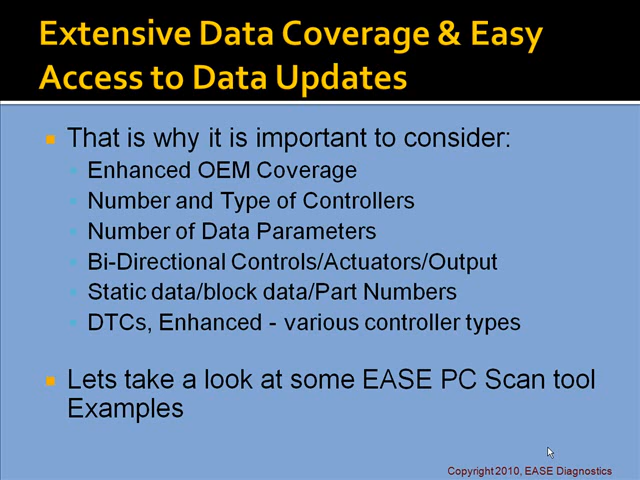 Extensive Data Coverage & Easy
Access to Data Updates
That is why it is important to consider:
Enhanced OEM Coverage
Number and Type of Controllers
Number of Data Parameters
Bi-Directional Controls/Actuators/Output
Static data/block data/Part Numbers
DTCs, Enhanced - various controller types
Lets take a look at some EASE PC Scan tool
Examples
Copyright 2010, EASE Diagnostics